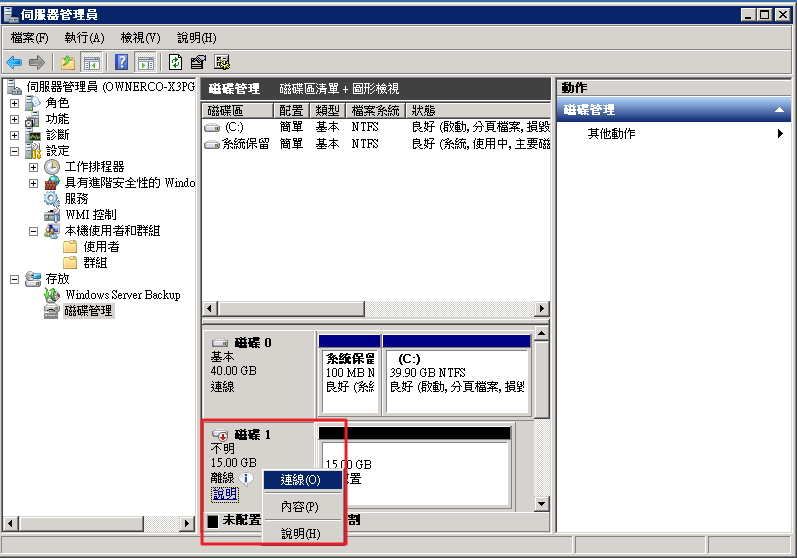 伺服器管理員
檔案(F) 執行(A) 檢視(V) 說明(H)
伺服器管理員 (OWNERCO-X3PG
角色
功能
診斷
設定
工作排程器
具有進階安全性的 Windo
服務
WMI 控制
本機使用者和群組
使用者
群組
存放
Windows Server Backup
磁碟管理
磁碟管理 磁碟區清單 + 圖形檢視
磁碟區 配置 類型 檔案系統 狀態
(C:) 簡單 基本 NTFS 良好 (啟動, 分頁檔案, 損毀
系統保留 簡單 基本 NTFS 良好 (系統, 使用中, 主要磁
磁碟 0
基本
40.00 GB
連線
系統保留
100 MB N
良好 (系統
(C:)
39.90 GB NTFS
良好 (啟動, 分頁檔案, 損毀
磁碟 1
不明
15.00 GB
離線
說明
15.00 GB
置
連線(O)
內容(P)
說明(H)
未配置
割
動作
磁碟管理
其他動作